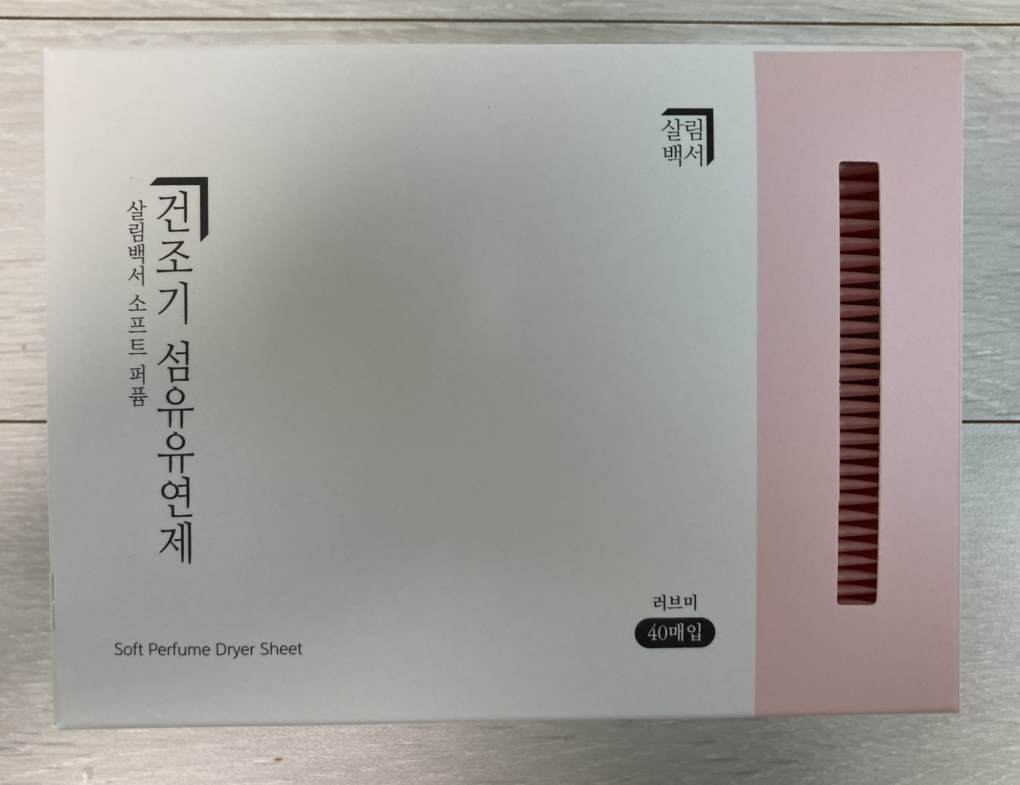 살림
백서
건조기 섬유유연제
살림백서 소프트 퍼퓸
러브미
40매입
Soft Perfume Dryer Sheet